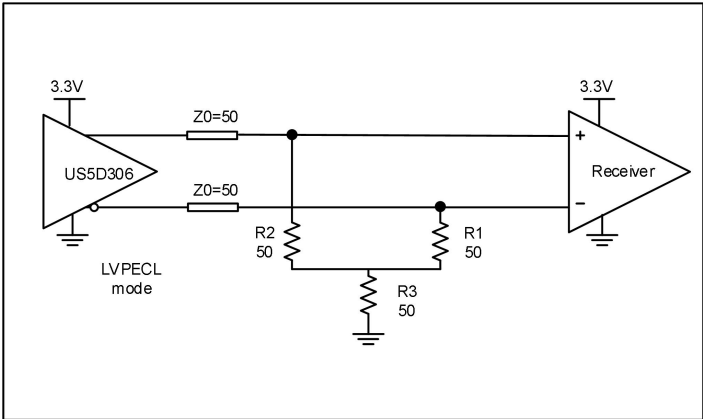 3.3V
3.3V
Z0=50
+
US5D306
Receiver
Z0=50
−
R2
50
R1
50
LVPECL
mode
R3
50